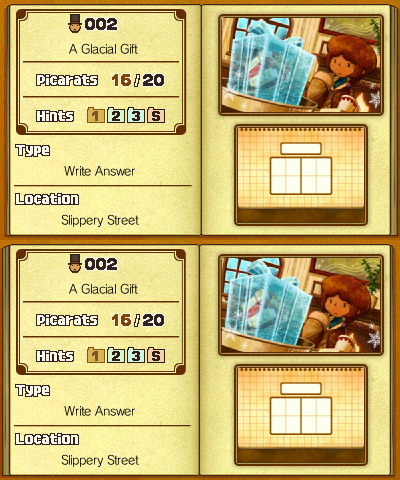 002
A Glacial Gift
Picarats 16/20
Hints 1 2 3 S
Type
Write Answer
Location
Slippery Street
002
A Glacial Gift
Picarats 16/20
Hints 1 2 3 S
Type
Write Answer
Location
Slippery Street